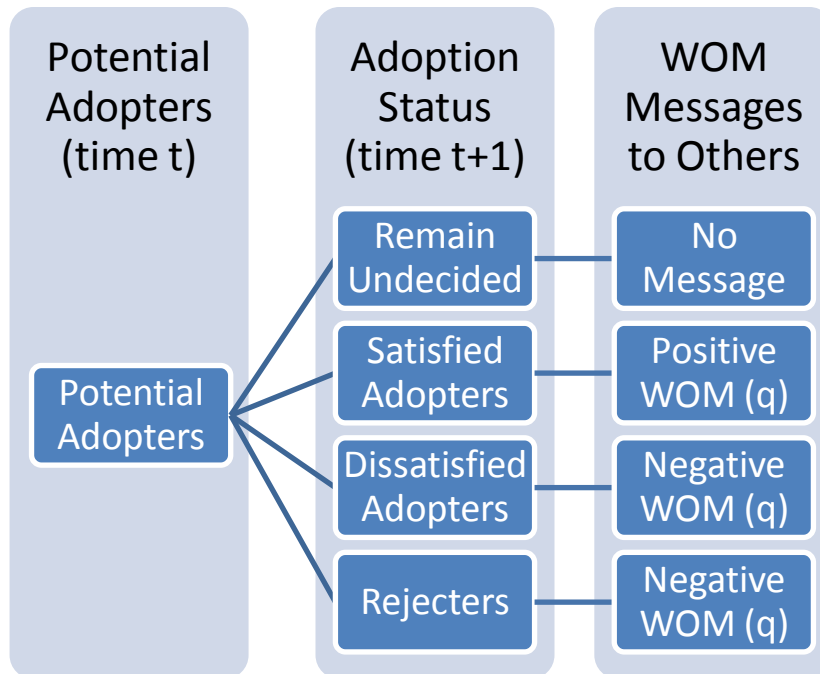 Potential
Adopters
(time t)
Adoption
Status
(time t+1)
WOM
Messages
to Others
Potential
Adopters
Remain
Undecided
No
Message
Satisfied
Adopters
Positive
WOM (q)
Dissatisfied
Adopters
Negative
WOM (q)
Rejecters
Negative
WOM (q)